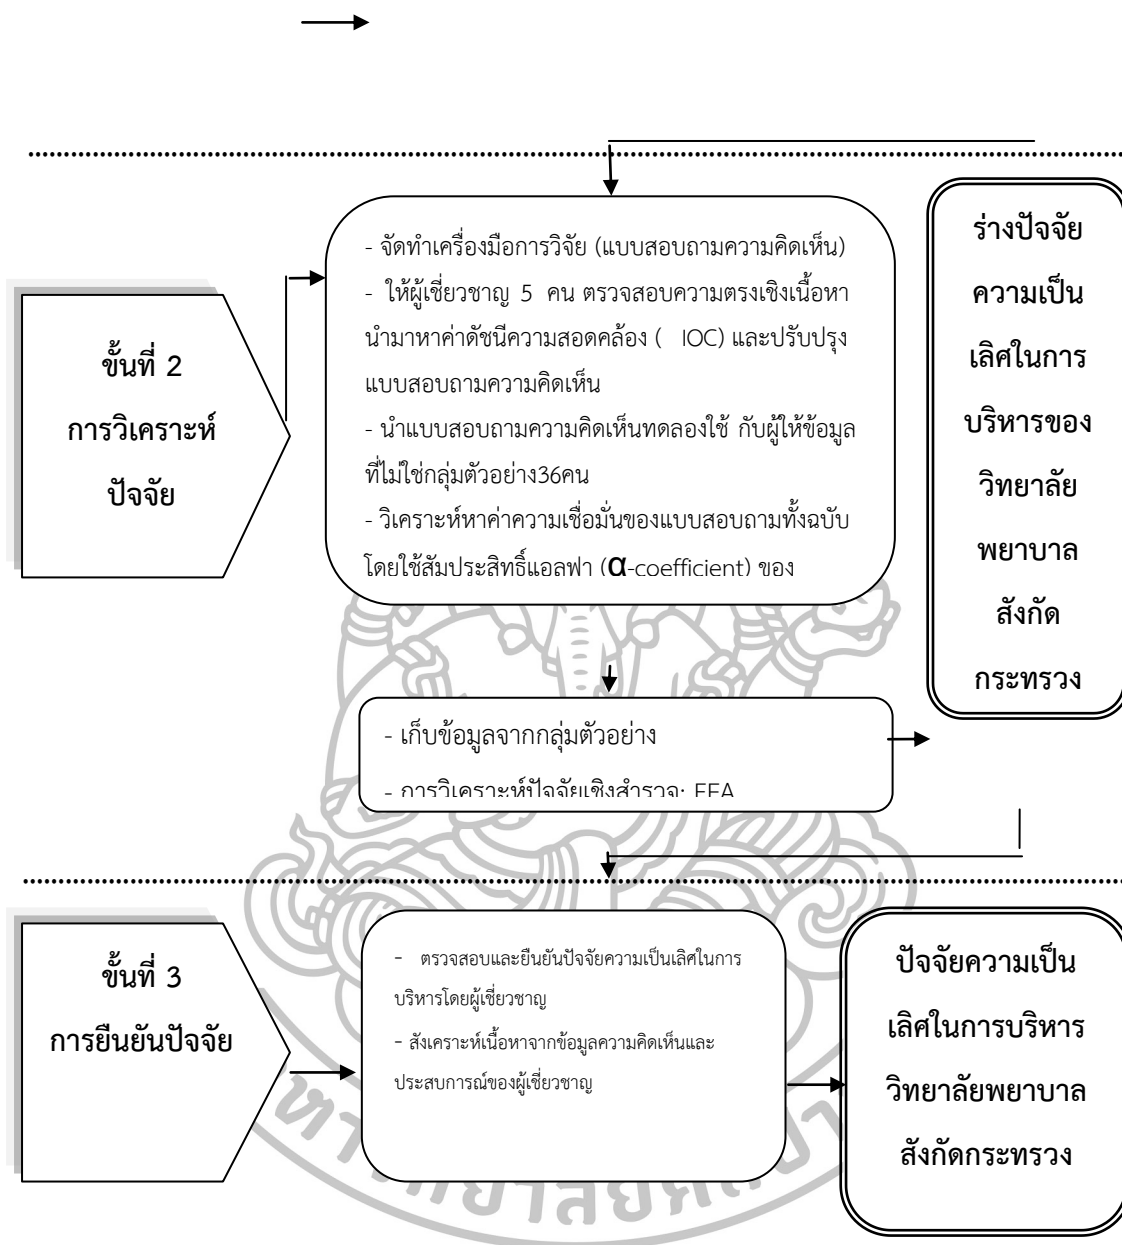 ขั้นที่ 2
การวิเคราะห์
ปัจจัย
- จัดทำเครื่องมือการวิจัย (แบบสอบถามความคิดเห็น)
- ให้ผู้เชี่ยวชาญ 5 คน ตรวจสอบความตรงเชิงเนื้อหา
นำมาหาค่าดัชนีความสอดคล้อง ( IOC) และปรับปรุง
แบบสอบถามความคิดเห็น
- นำแบบสอบถามความคิดเห็นทดลองใช้ กับผู้ให้ข้อมูล
ที่ไม่ใช่กลุ่มตัวอย่าง36คน
- วิเคราะห์หาค่าความเชื่อมั่นของแบบสอบถามทั้งฉบับ
โดยใช้สัมประสิทธิ์แอลฟา (α-coefficient) ของ
- เก็บข้อมูลจากกลุ่มตัวอย่าง
- การวิเคราะห์ปัจจัยเชิงสำรวจ: EFA
ร่างปัจจัย
ความเป็น
เลิศในการ
บริหารของ
วิทยาลัย
พยาบาล
สังกัด
กระทรวง
ขั้นที่ 3
การยืนยันปัจจัย
- ตรวจสอบและยืนยันปัจจัยความเป็นเลิศในการ
บริหารโดยผู้เชี่ยวชาญ
- สังเคราะห์เนื้อหาจากข้อมูลความคิดเห็นและ
ประสบการณ์ของผู้เชี่ยวชาญ
ปัจจัยความเป็น
เลิศในการบริหาร
วิทยาลัยพยาบาล
สังกัดกระทรวง